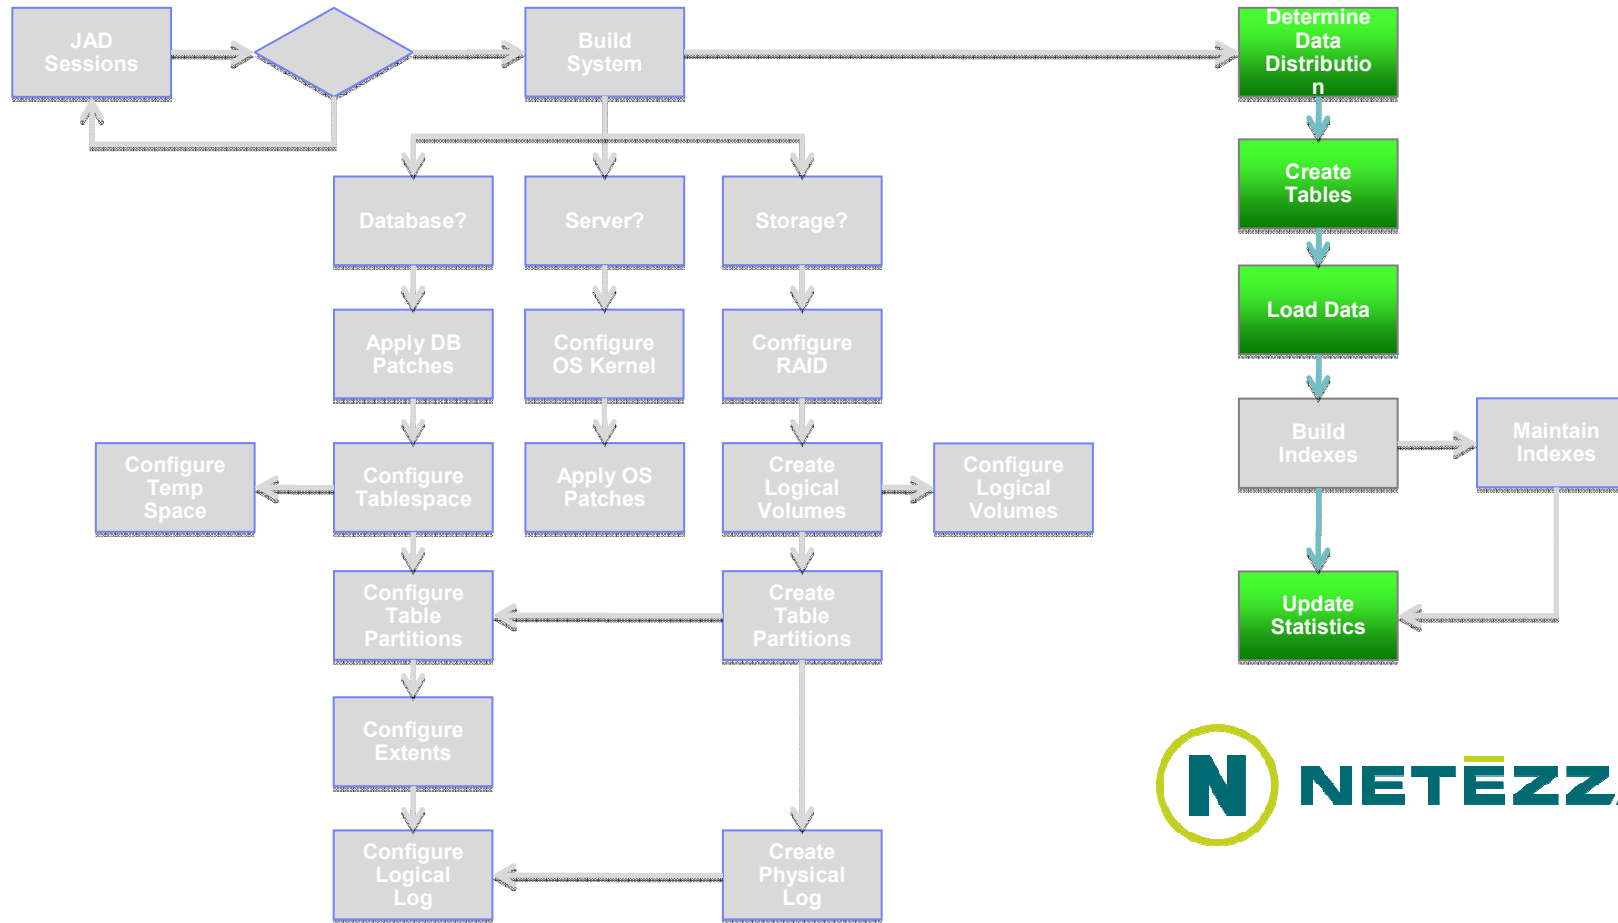 JAD
Sessions
Build
System
Determine
Data
Distributio
n
Create
Tables
Database?
Server?
Storage?
Load Data
Apply DB
Patches
Configure
OS Kernel
Configure
RAID
Build
Indexes
Maintain
Indexes
Configure
Temp
Space
Configure
Tablespace
Apply OS
Patches
Create
Logical
Volumes
Configure
Logical
Volumes
Configure
Table
Partitions
Create
Table
Partitions
Update
Statistics
Configure
Extents
N NETĒZZ
Configure
Logical
Log
Create
Physical
Log